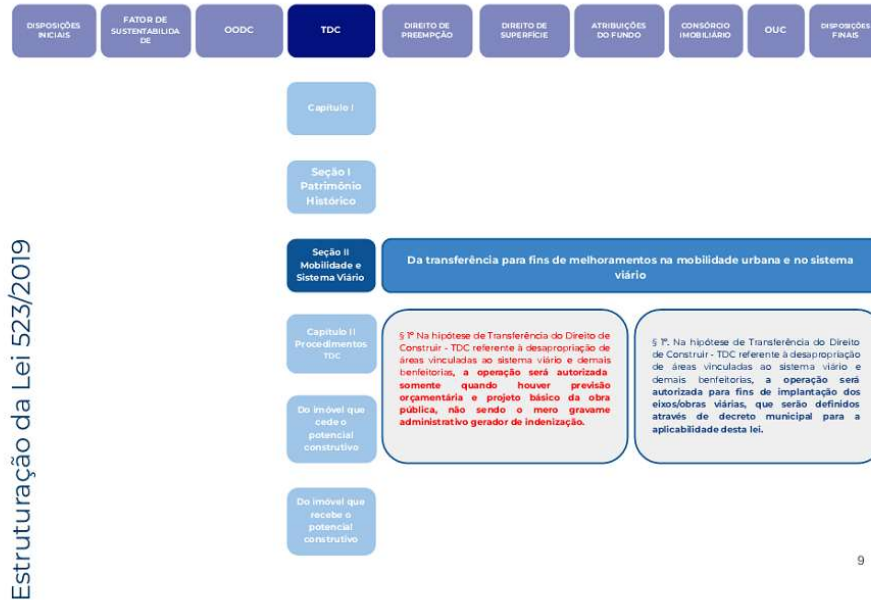 DISPOSIÇÕES
INICIAIS
FATOR DE
SUSTENTABILIDA
DE
OODC
TDC
DIREITO DE
PREEMPÇÃO
DIREITO DE
SUPERFÍCIE
ATRIBUIÇÕES
DO FUNDO
CONSÓRCIO
IMOBILIÁRIO
OUC
DISPOSIÇÕES
FINAIS
Estruturação da Lei 523/2019
Capítulo I
Seção I
Patrimônio
Histórico
Seção II
Mobilidade e
Sistema Viário
Da transferência para fins de melhoramentos na mobilidade urbana e no sistema
viário
Capítulo II
Procedimentos
TDC
Do imóvel que
cede o
potencial
construtivo
Do imóvel que
recebe o
potencial
construtivo
§ 1º Na hipótese de Transferência do Direito de
Construir - TDC referente à desapropriação de
áreas vinculadas ao sistema viário e demais
benfeitorias, a operação será autorizada
somente quando houver previsão
orçamentária e projeto básico da obra
pública, não sendo o mero gravame
administrativo gerador de indenização.
§ 1º. Na hipótese de Transferência do Direito
de Construir - TDC referente à desapropriação
de áreas vinculadas ao sistema viário e
demais benfeitorias, a operação será
autorizada para fins de implantação dos
eixos/obras viárias, que serão definidos
através de decreto municipal para a
aplicabilidade desta lei.
9